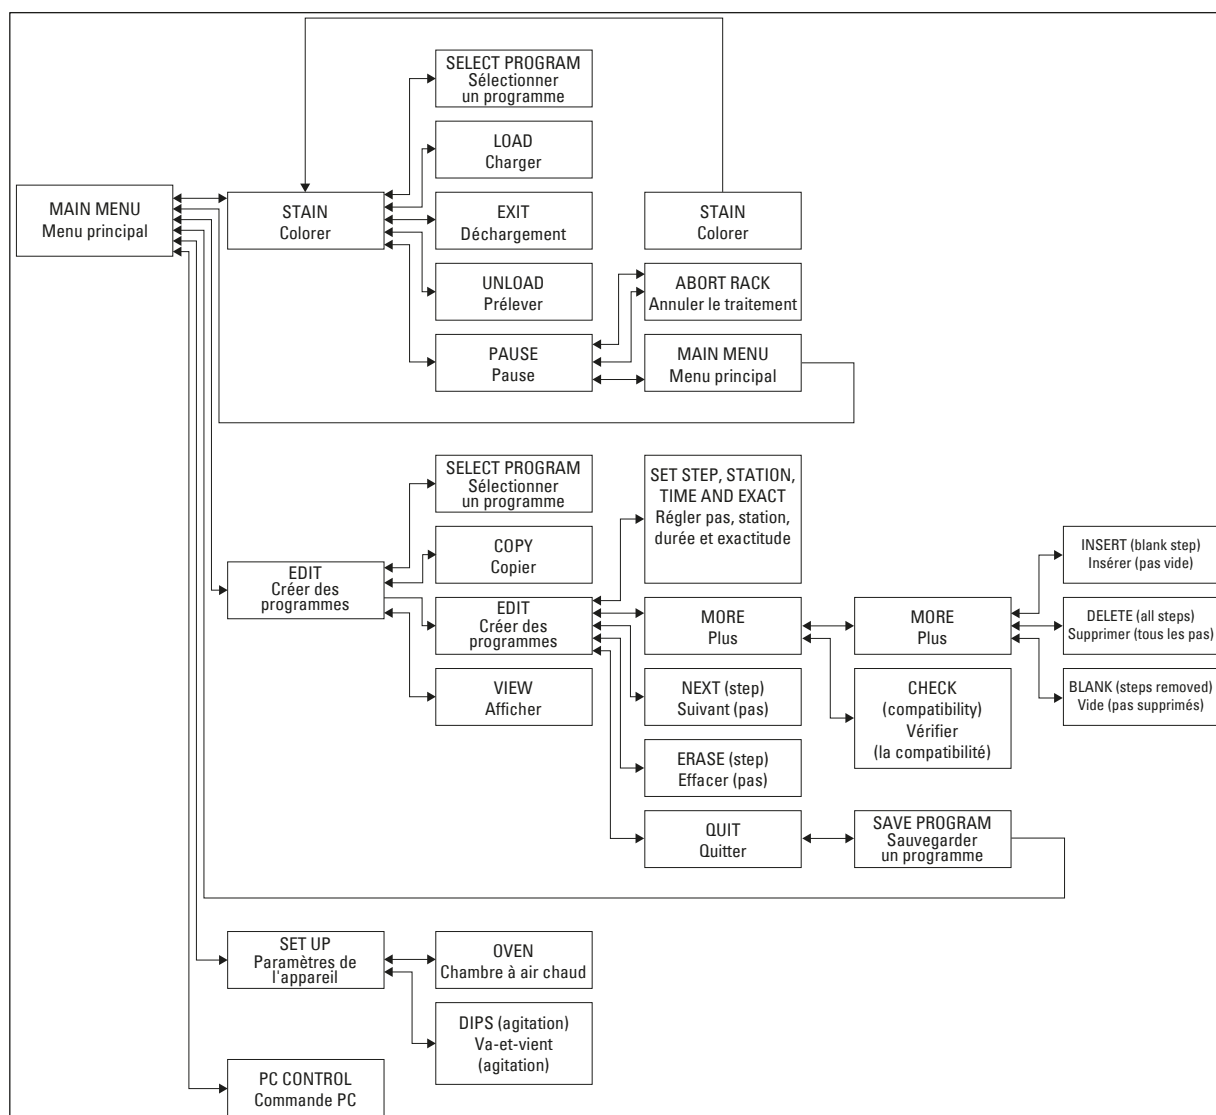 SELECT PROGRAM
Sélectionner
un programme
LOAD
Charger
MAIN MENU
Menu principal
STAIN
Colorer
EXIT
Déchargement
STAIN
Colorer
UNLOAD
Prélever
ABORT RACK
Annuler le traitement
PAUSE
Pause
MAIN MENU
Menu principal
SELECT PROGRAM
Sélectionner
un programme
SET STEP, STATION,
TIME AND EXACT
Régler pas, station,
durée et exactitude
COPY
Copier
INSERT (blank step)
Insérer (pas vide)
EDIT
Créer des
programmes
EDIT
Créer des
programmes
MORE
Plus
MORE
Plus
DELETE (all steps)
Supprimer (tous les pas)
VIEW
Afficher
NEXT (step)
Suivant (pas)
CHECK
(compatibility)
Vérifier
(la compatibilité)
BLANK (steps removed)
Vide (pas supprimés)
ERASE (step)
Effacer (pas)
QUIT
Quitter
SAVE PROGRAM
Sauvegarder
un programme
SET UP
Paramètres de
l'appareil
OVEN
Chambre à air chaud
DIPS (agitation)
Va-et-vient
(agitation)
PC CONTROL
Commande PC